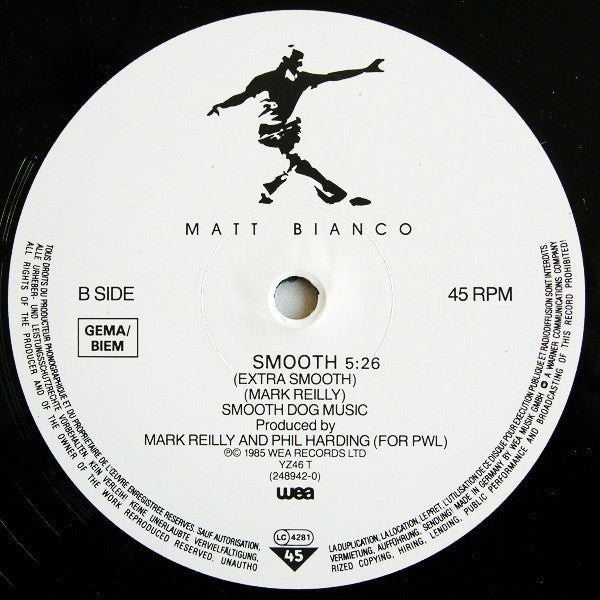 MATT BIANCO
B SIDE
45 RPM
GEMA/
BIEM
SMOOTH 5:26
(EXTRA SMOOTH)
(MARK REILLY)
SMOOTH DOG MUSIC
Produced by
MARK REILLY AND PHIL HARDING (FOR PWL)
℗© 1985 WEA RECORDS LTD
YZ46 T
(248942-0)
wea
LC 4281
45
TOUS DROITS DU PRODUCTEUR PHONOGRAPHIQUE ET DU PROPRIETAIRE DE L'ŒUVRE ENREGISTREE RESERVES. SAUF AUTORISATION,
LA DUPLICATION, LA LOCATION, LE PRET, L'UTILISATION DE CE DISQUE POUR EXECUTION PUBLIQUE ET RADIODIFFUSION SONT INTERDITS.
ALLE URHEBER- UND LEISTUNGSSCHUTZRECHTE VORBEHALTEN. KEIN VERLEIH! KEINE UNERLAUBTE VERVIELFÄLTIGUNG,
VERMIETUNG, AUFFÜHRUNG, SENDUNG! MADE IN GERMANY BY WEA MUSIK GMBH A WARNER COMMUNICATIONS COMPANY
ALL RIGHTS OF THE PRODUCER AND OF THE OWNER OF THE WORK REPRODUCED RESERVED. UNAUTHO
RIZED COPYING, HIRING, LENDING, PUBLIC PERFORMANCE AND BROADCASTING OF THIS RECORD PROHIBITED!